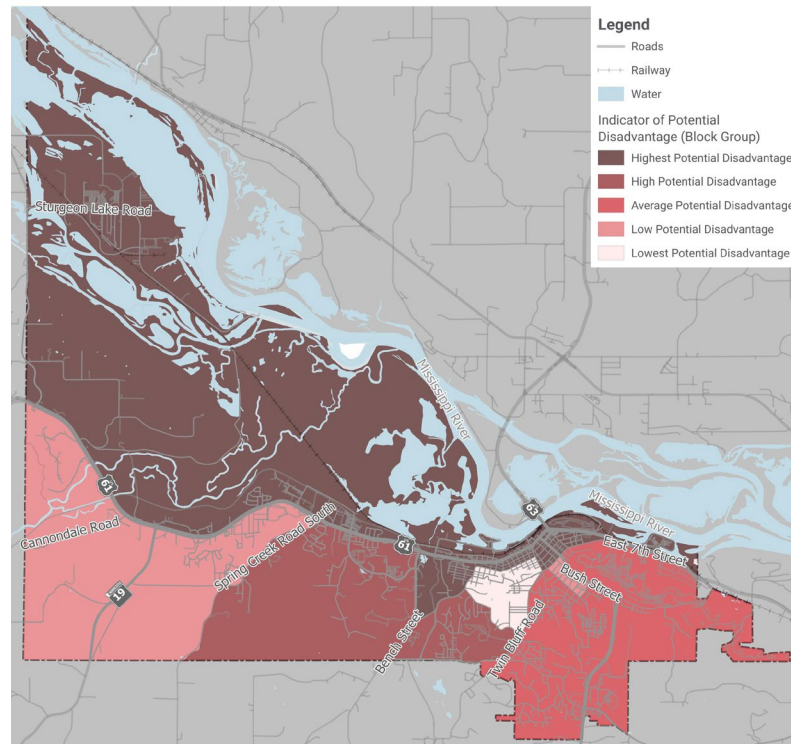 Legend
Roads
Railway
Water
Indicator of Potential
Disadvantage (Block Group)
Highest Potential Disadvantage
High Potential Disadvantage
Average Potential Disadvantage
Low Potential Disadvantage
Lowest Potential Disadvantage
Sturgeon Lake Road
Mississippi River
61
Cannondale Road
19
Spring Creek Road South
61
63
Mississippi River
East 7th Street
Bush Street
Bench Street
Twin Bluff Road